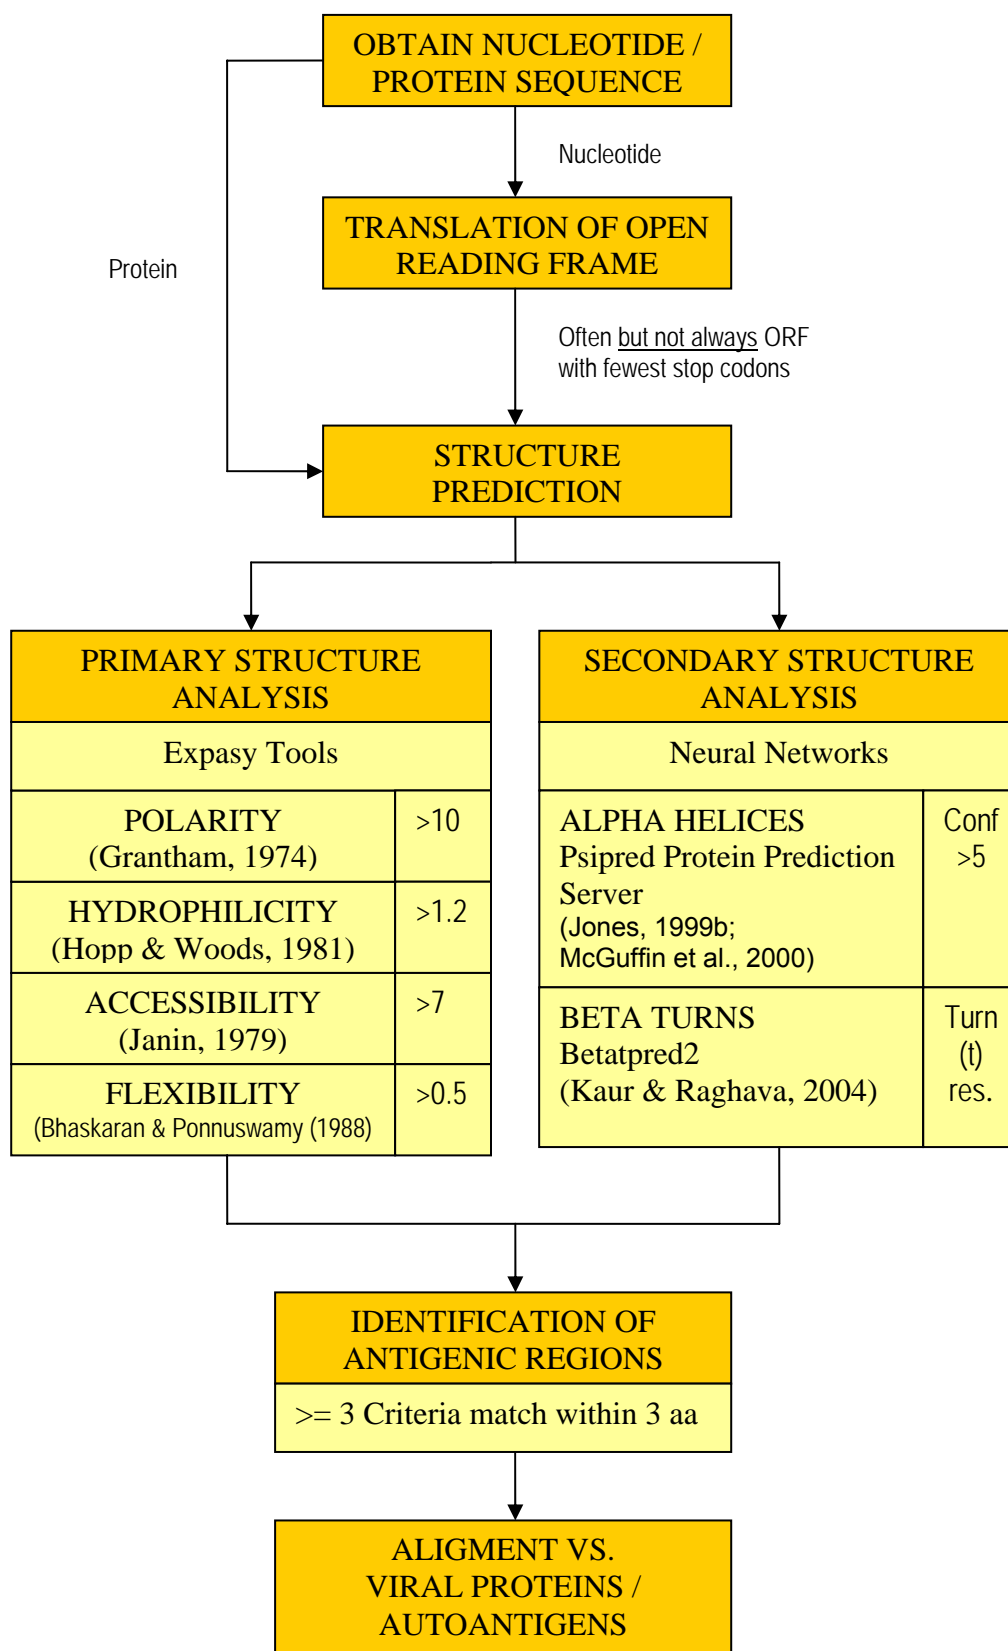 OBTAIN NUCLEOTIDE /
PROTEIN SEQUENCE
Nucleotide
TRANSLATION OF OPEN
READING FRAME
Protein
Often but not always ORF
with fewest stop codons
STRUCTURE
PREDICTION
PRIMARY STRUCTURE
ANALYSIS
Expasy Tools
POLARITY
(Grantham, 1974)
>10
HYDROPHILICITY
(Hopp & Woods, 1981)
>1.2
ACCESSIBILITY
(Janin, 1979)
>7
FLEXIBILITY
(Bhaskaran & Ponnuswamy (1988)
>0.5
SECONDARY STRUCTURE
ANALYSIS
Neural Networks
ALPHA HELICES
Psipred Protein Prediction
Server
(Jones, 1999b;
McGuffin et al., 2000)
Conf
>5
BETA TURNS
Betatpred2
(Kaur & Raghava, 2004)
Turn
(t)
res.
IDENTIFICATION OF
ANTIGENIC REGIONS
>= 3 Criteria match within 3 aa
ALIGMENT VS.
VIRAL PROTEINS /
AUTOANTIGENS